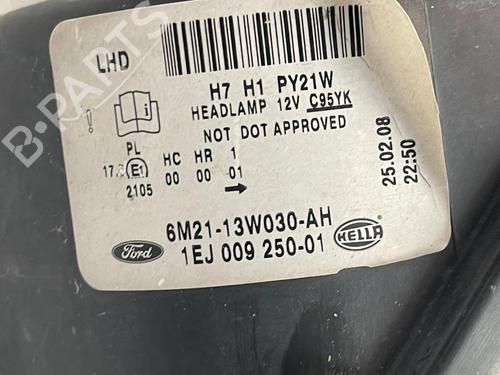 B-PARTS
LHD
H7 H1 PY21W
HEADLAMP 12V C95YK
NOT DOT APPROVED
PL HC HR 1
E1 00 00 01
2105
25.02.08
22:50
6M21-13W030-AH
Ford
1EJ 009 250-01
HELLA